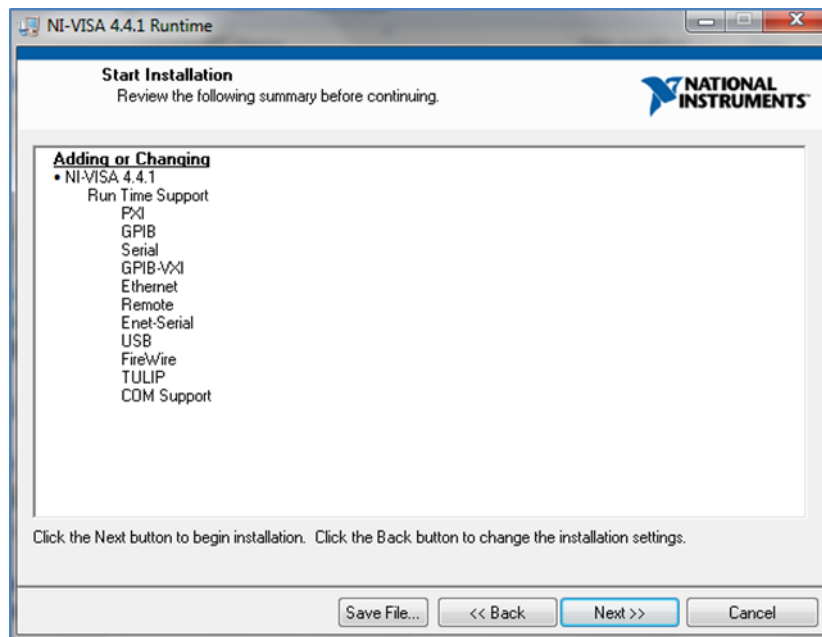 NI-VISA 4.4.1 Runtime
Start Installation
Review the following summary before continuing.
NATIONAL
INSTRUMENTS™
Adding or Changing
• NI-VISA 4.4.1
Run Time Support
PXI
GPIB
Serial
GPIB-VXI
Ethernet
Remote
Enet-Serial
USB
FireWire
TULIP
COM Support
Click the Next button to begin installation. Click the Back button to change the installation settings.
Save File... << Back Next >> Cancel